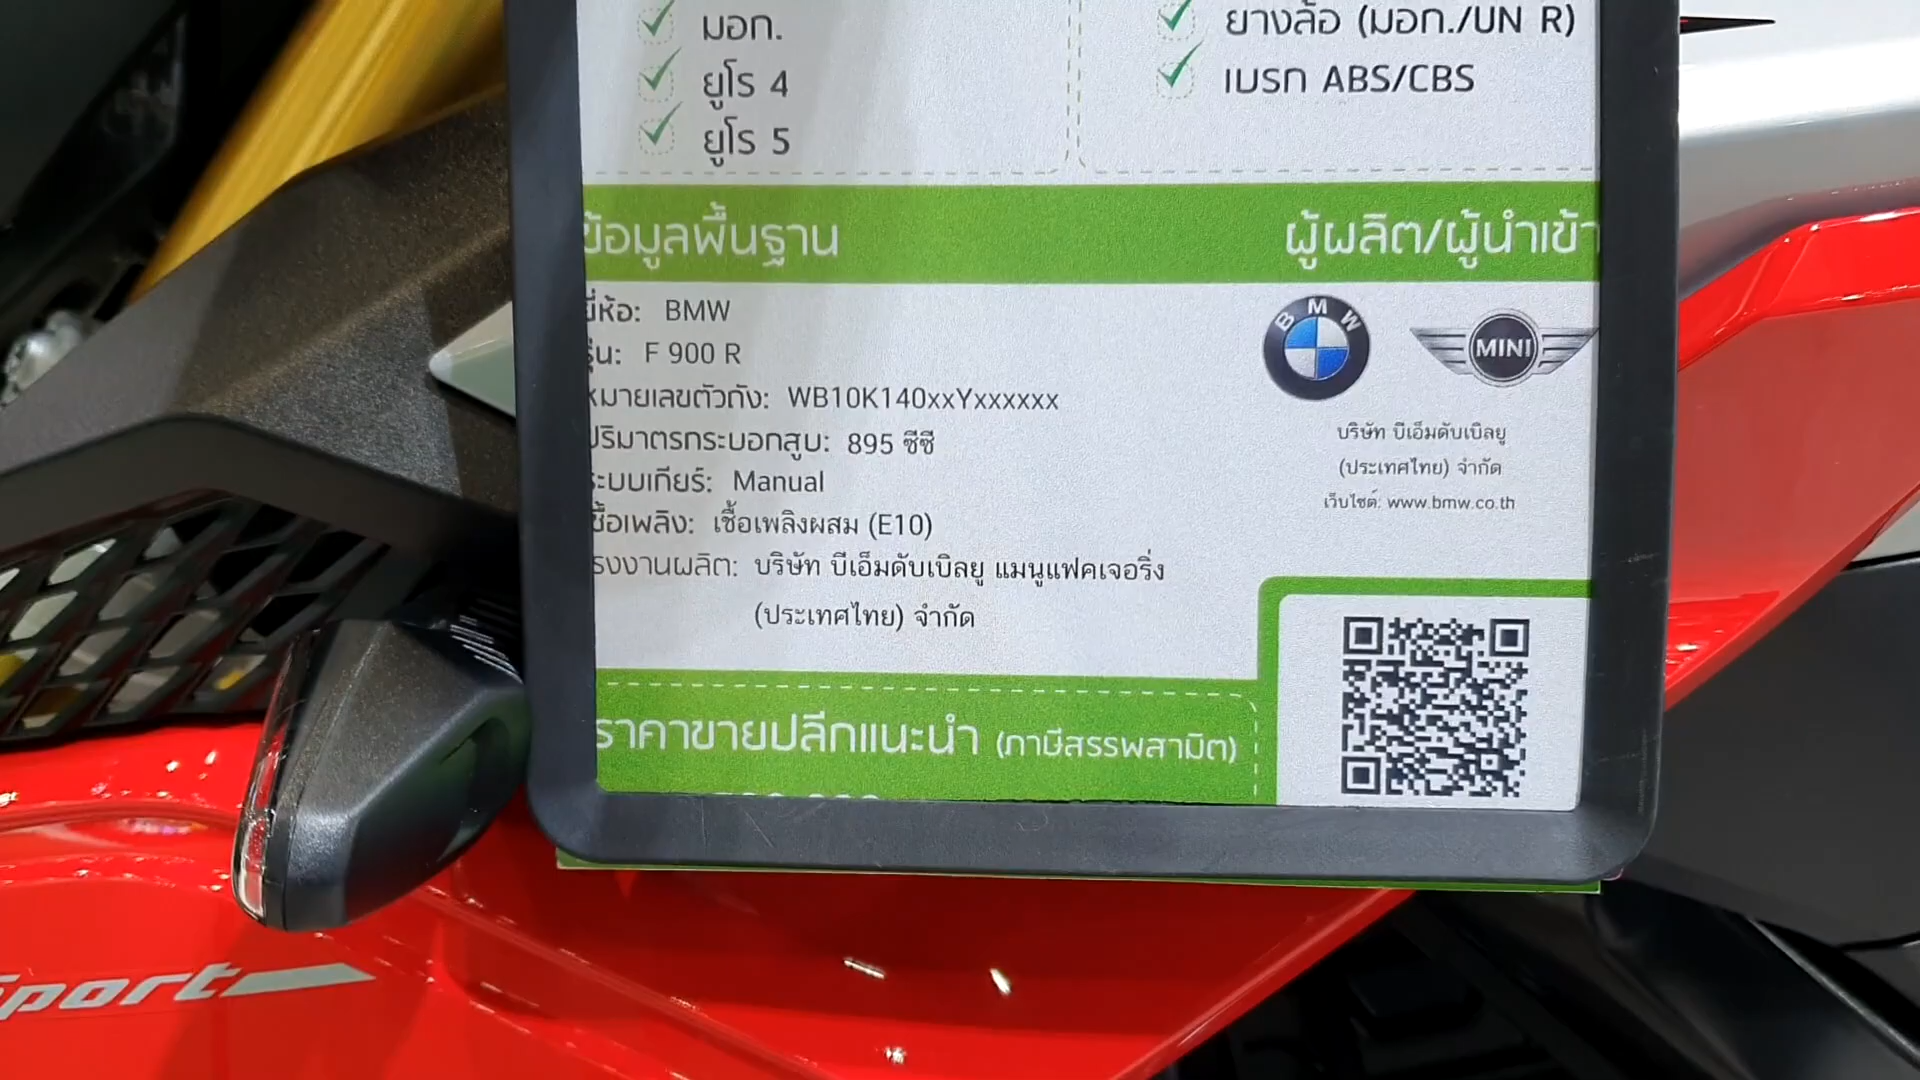 มอก.
ยูโร 4
ยูโร 5
ยางล้อ (มอก./UN R)
เบรก ABS/CBS
ข้อมูลพื้นฐาน
ยี่ห้อ: BMW
รุ่น: F 900 R
หมายเลขตัวถัง: WB10K140xxYxxxxxx
ปริมาตรกระบอกสูบ: 895 ซีซี
ระบบเกียร์: Manual
เชื้อเพลิง: เชื้อเพลิงผสม (E10)
โรงงานผลิต: บริษัท บีเอ็มดับเบิลยู แมนูแฟคเจอริ่ง
(ประเทศไทย) จำกัด
ผู้ผลิต/ผู้นำเข้า
BMW
MINI
บริษัท บีเอ็มดับเบิลยู
(ประเทศไทย) จำกัด
เว็บไซต์: www.bmw.co.th
ราคาขายปลีกแนะนำ (ภาษีสรรพสามิต)
Sport